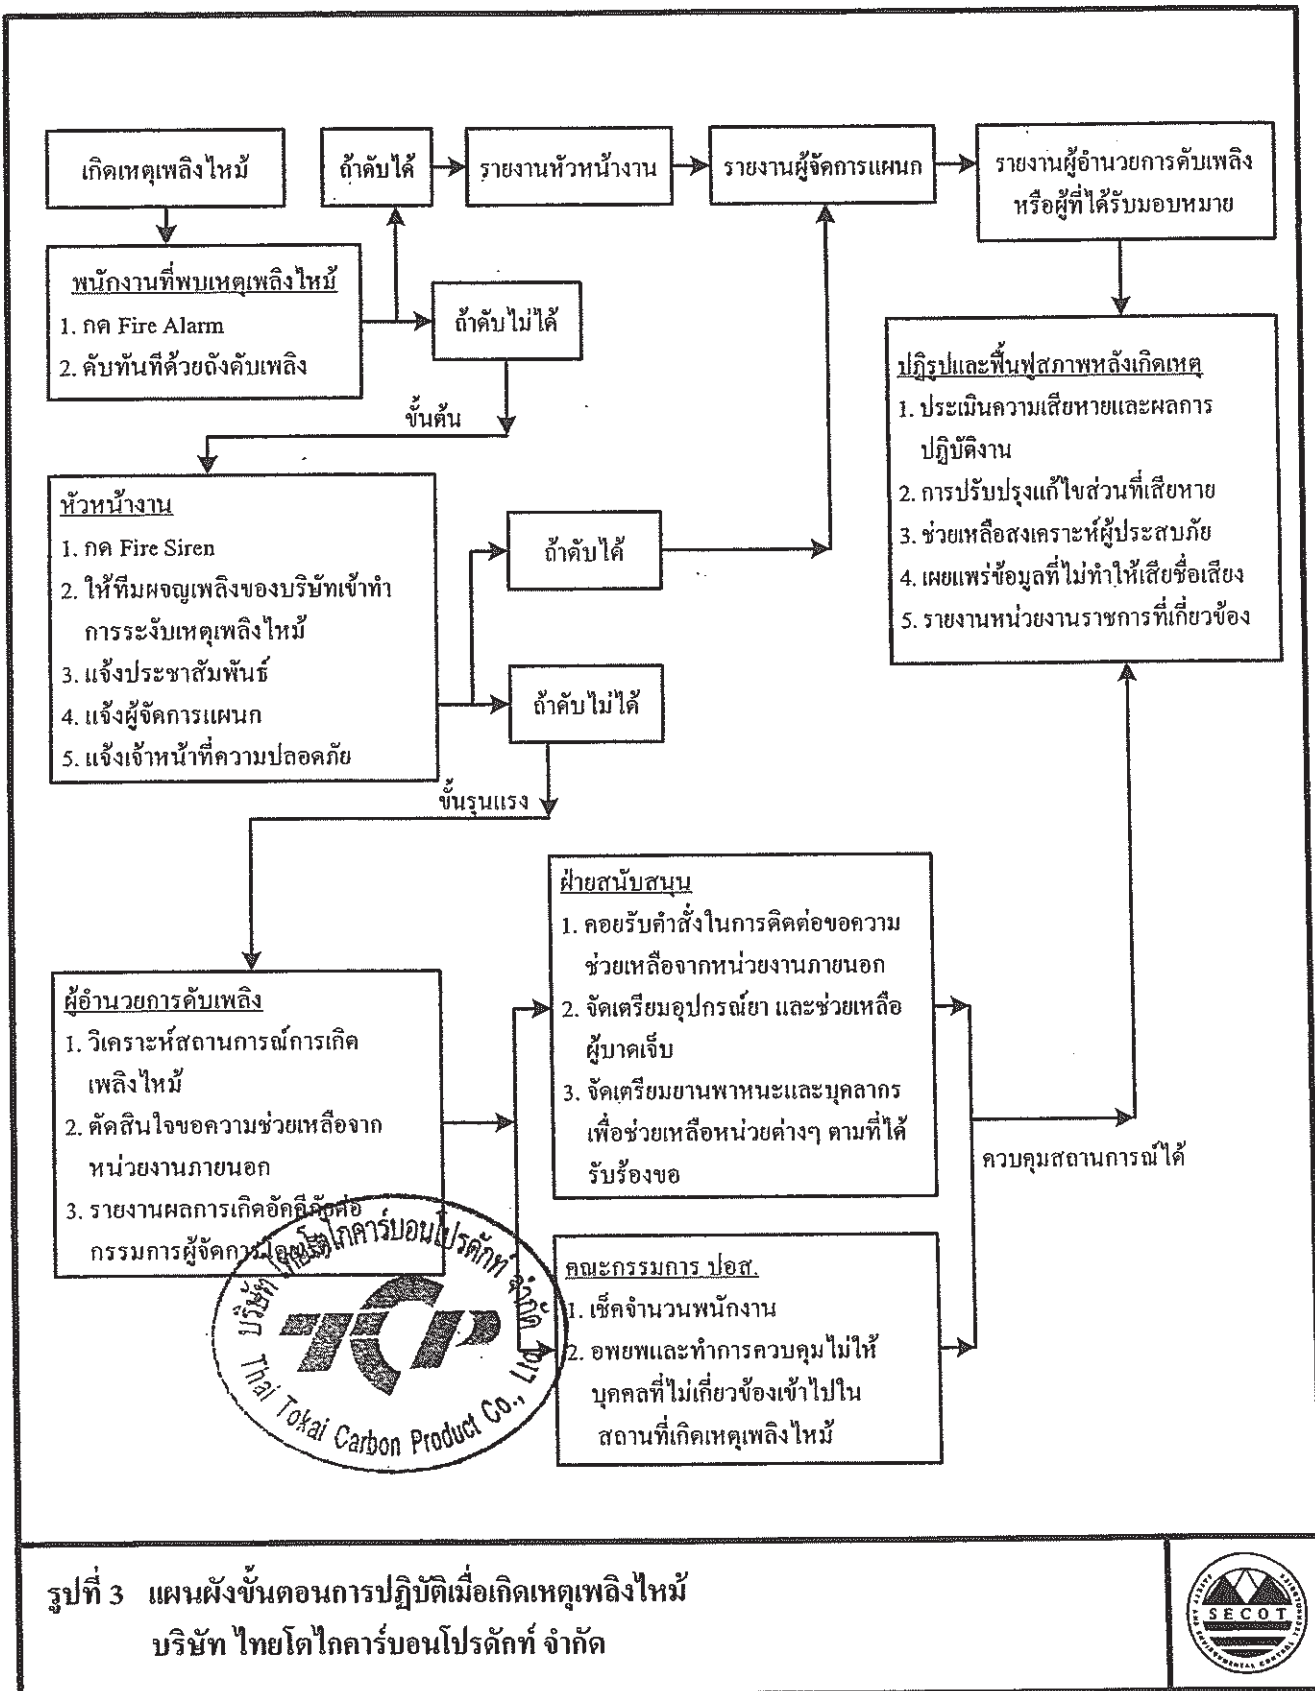 เกิดเหตุเพลิงไหม้
ถ้าดับได้
รายงานหัวหน้างาน
รายงานผู้จัดการแผนก
รายงานผู้อำนวยการดับเพลิง
หรือผู้ที่ได้รับมอบหมาย
พนักงานที่พบเหตุเพลิงไหม้
1. กด Fire Alarm
2. ดับทันทีด้วยถังดับเพลิง
ถ้าดับไม่ได้
ขั้นต้น
ปฏิรูปและฟื้นฟูสภาพหลังเกิดเหตุ
1. ประเมินความเสียหายและผลการ
ปฏิบัติงาน
2. การปรับปรุงแก้ไขส่วนที่เสียหาย
3. ช่วยเหลือสงเคราะห์ผู้ประสบภัย
4. เผยแพร่ข้อมูลที่ไม่ทำให้เสียชื่อเสียง
5. รายงานหน่วยงานราชการที่เกี่ยวข้อง
หัวหน้างาน
1. กด Fire Siren
2. ให้ทีมผจญเพลิงของบริษัทเข้าทำ
การระงับเหตุเพลิงไหม้
3. แจ้งประชาสัมพันธ์
4. แจ้งผู้จัดการแผนก
5. แจ้งเจ้าหน้าที่ความปลอดภัย
ถ้าดับได้
ถ้าดับไม่ได้
ขั้นรุนแรง
ผู้อำนวยการดับเพลิง
1. วิเคราะห์สถานการณ์การเกิด
เพลิงไหม้
2. ตัดสินใจขอความช่วยเหลือจาก
หน่วยงานภายนอก
3. รายงานผลการเกิดอัคคีภัยต่อ
กรรมการผู้จัดการ
ฝ่ายสนับสนุน
1. คอยรับคำสั่งในการติดต่อขอความ
ช่วยเหลือจากหน่วยงานภายนอก
2. จัดเตรียมอุปกรณ์ยา และช่วยเหลือ
ผู้บาดเจ็บ
3. จัดเตรียมยานพาหนะและบุคลากร
เพื่อช่วยเหลือหน่วยต่างๆ ตามที่ได้
รับร้องขอ
ควบคุมสถานการณ์ได้
คณะกรรมการ ปอส.
1. เช็คจำนวนพนักงาน
2. อพยพและทำการควบคุมไม่ให้
บุคคลที่ไม่เกี่ยวข้องเข้าไปใน
สถานที่เกิดเหตุเพลิงไหม้
บริษัท ไทยโตไกคาร์บอนโปรดักท์ จำกัด
TCP
Thai Tokai Carbon Product Co., Ltd
รูปที่ 3 แผนผังขั้นตอนการปฏิบัติเมื่อเกิดเหตุเพลิงไหม้
บริษัท ไทยโตไกคาร์บอนโปรดักท์ จำกัด
SECOT